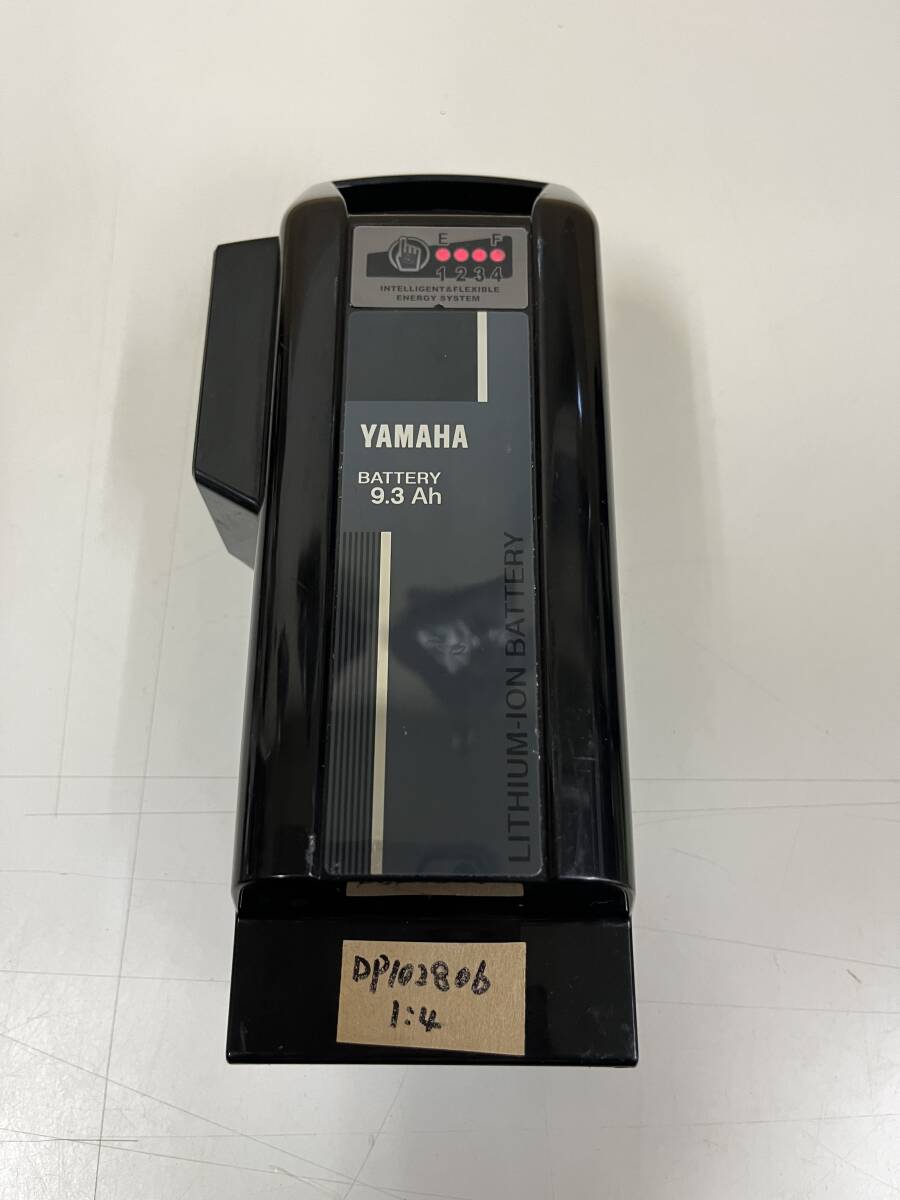 E F
1 2 3 4
INTELLIGENT&FLEXIBLE
ENERGY SYSTEM
YAMAHA
BATTERY
9.3 Ah
LITHIUM-ION BATTERY
DP102806
1:4